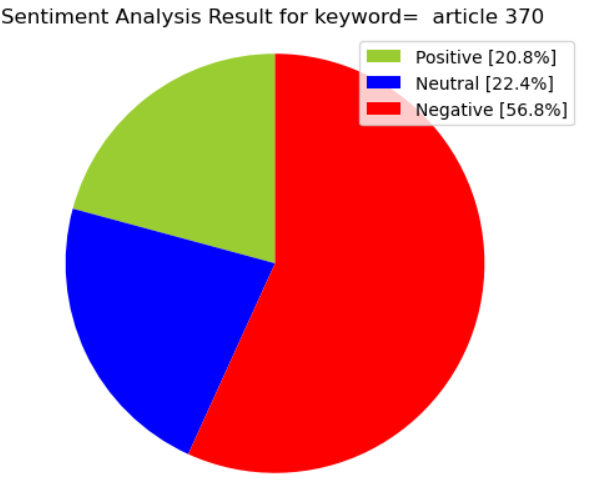 Sentiment Analysis Result for keyword=  article 370
Positive [20.8%]
Neutral [22.4%]
Negative [56.8%]